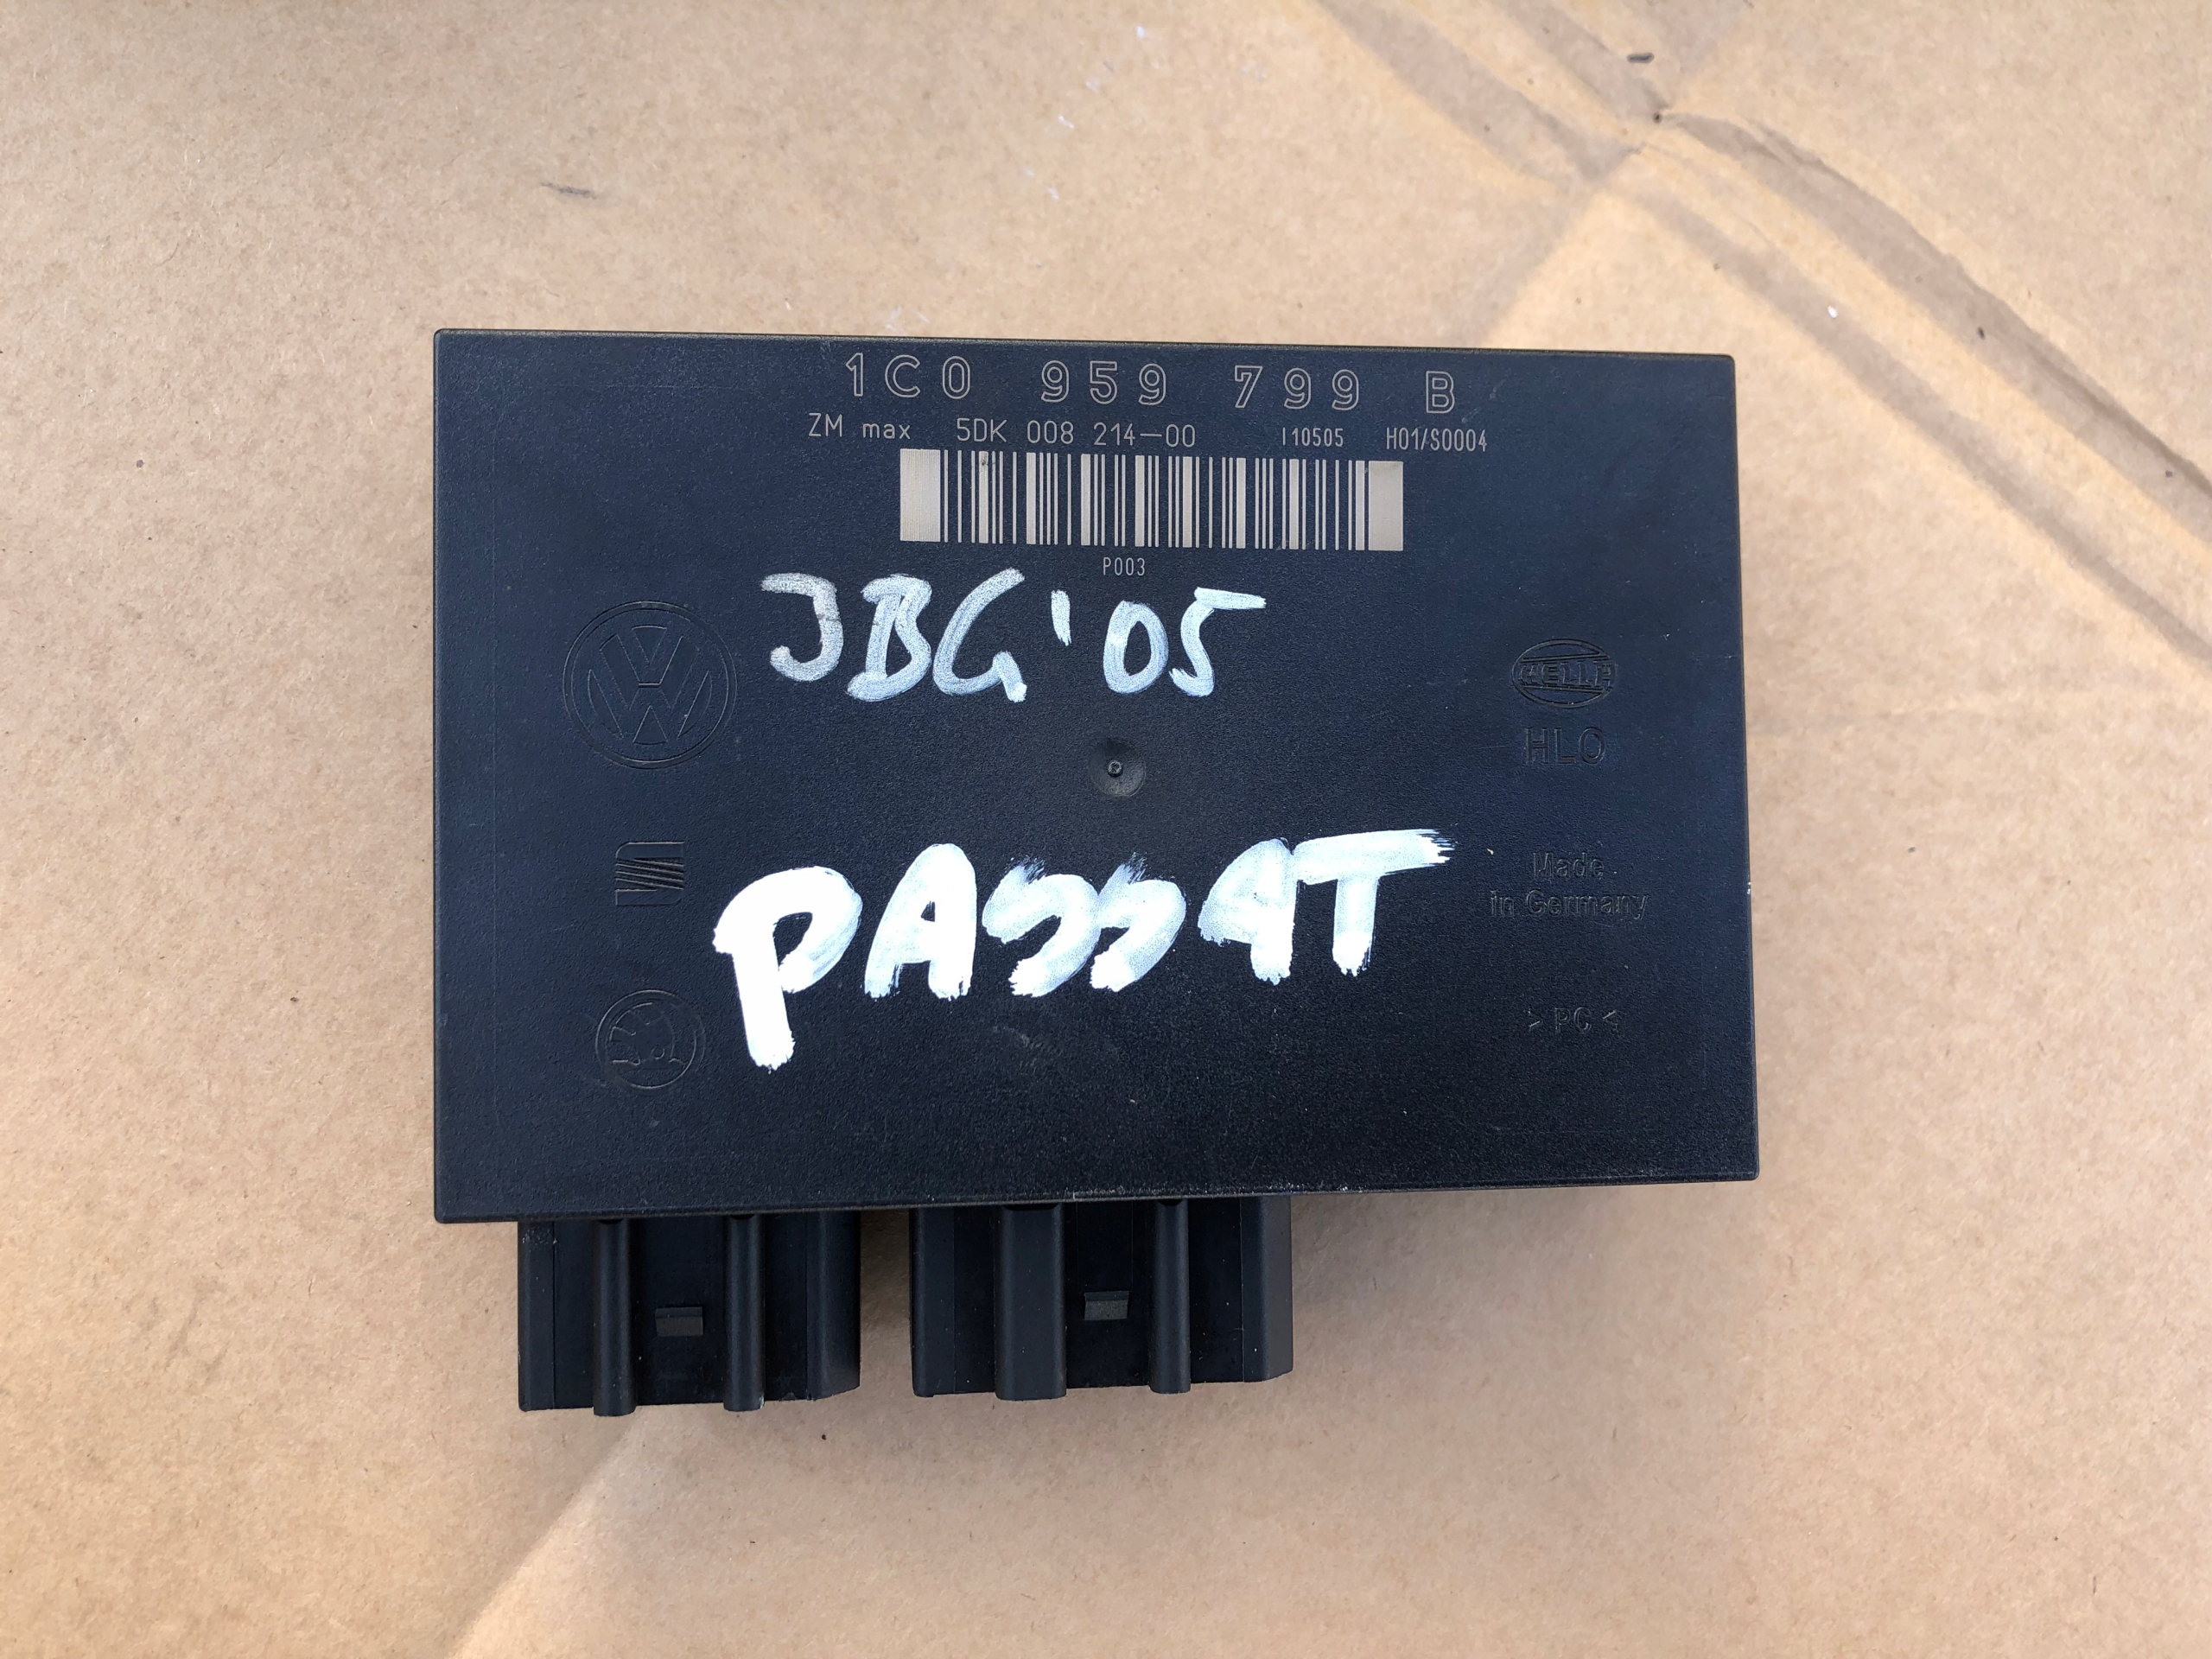 1C0 959 799 B
ZM max 5DK 008 214-00 I10505 H01/S0004
P003
JBG'05
HELLA
HLO
PASSAT
Made
in Germany
> PC <